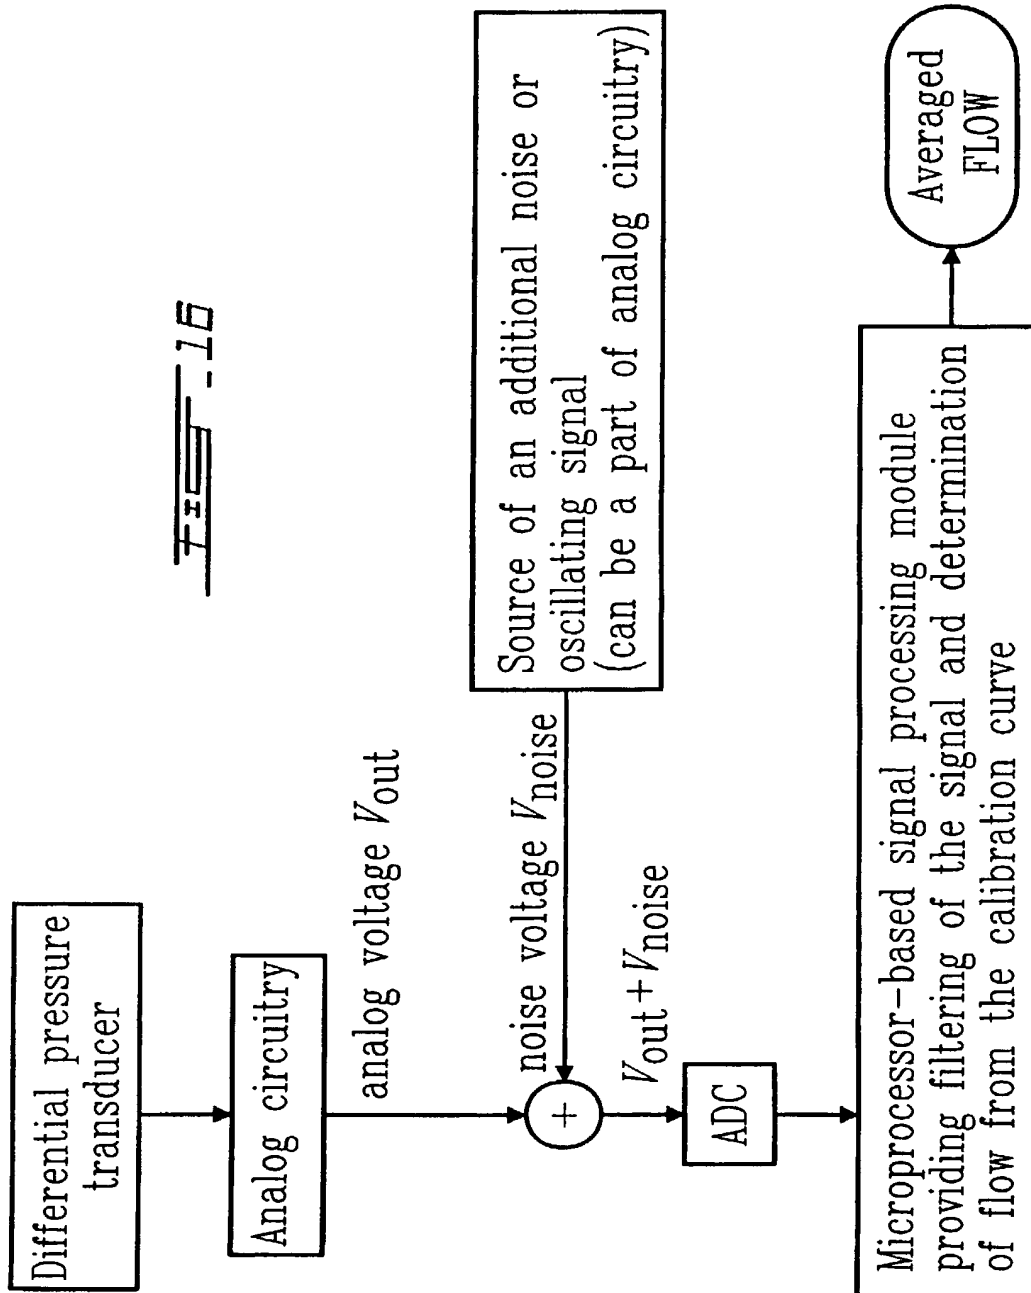 Differential pressure
transducer
Analog circuitry
analog voltage Vout
Source of an additional noise or
oscillating signal
(can be a part of analog circuitry)
noise voltage Vnoise
+
Vout+Vnoise
ADC
Microprocessor-based signal processing module
providing filtering of the signal and determination
of flow from the calibration curve
Averaged
FLOW
Fig-16